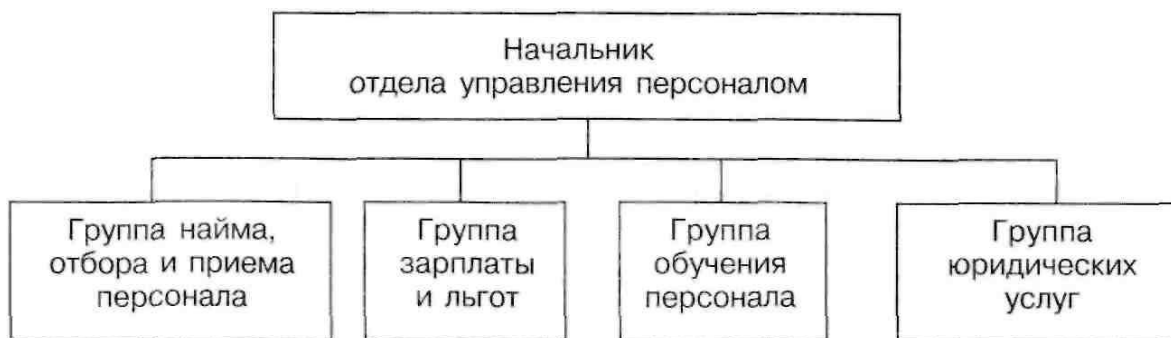 Начальник
отдела управления персоналом
Группа найма,
отбора и приема
персонала
Группа
зарплаты
и льгот
Группа
обучения
персонала
Группа
юридических
услуг